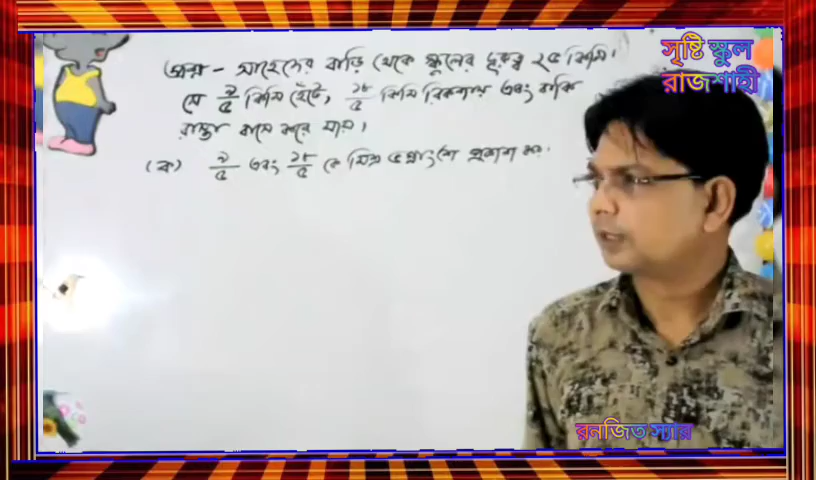 প্রশ্ন - সাহেদের বাড়ি থেকে স্কুলের দূরত্ব ২৫ কিমি।
সে ৯/৫ কিমি হেঁটে, ১৮/৫ কিমি রিকশায় এবং বাকি
রাস্তা বাসে করে যায়।
(ক) ৯/৫ এবং ১৮/৫ কে মিশ্র ভগ্নাংশে প্রকাশ কর।
সৃষ্টি স্কুল
রাজশাহী
রনজিত স্যার